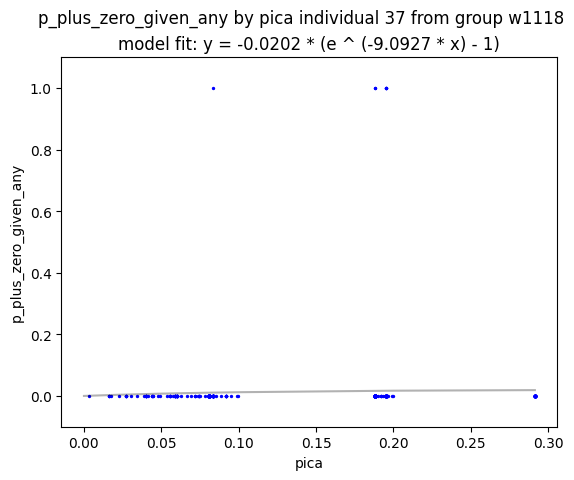 p_plus_zero_given_any by pica individual 37 from group w1118
model fit: y = -0.0202 * (e ^ (-9.0927 * x) - 1)
p_plus_zero_given_any
1.0
0.8
0.6
0.4
0.2
0.0
0.00 0.05 0.10 0.15 0.20 0.25 0.30
pica